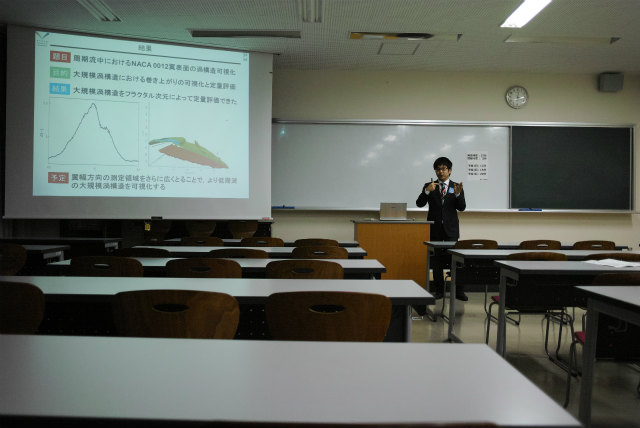 結果
題目 周期流中におけるNACA 0012翼表面の渦構造可視化
目的 大規模渦構造における巻き上がりの可視化と定量評価
結果 大規模渦構造をフラクタル次元によって定量評価できた
予定 翼幅方向の測定領域をさらに広くとることで、より低周波
の大規模渦構造を可視化する